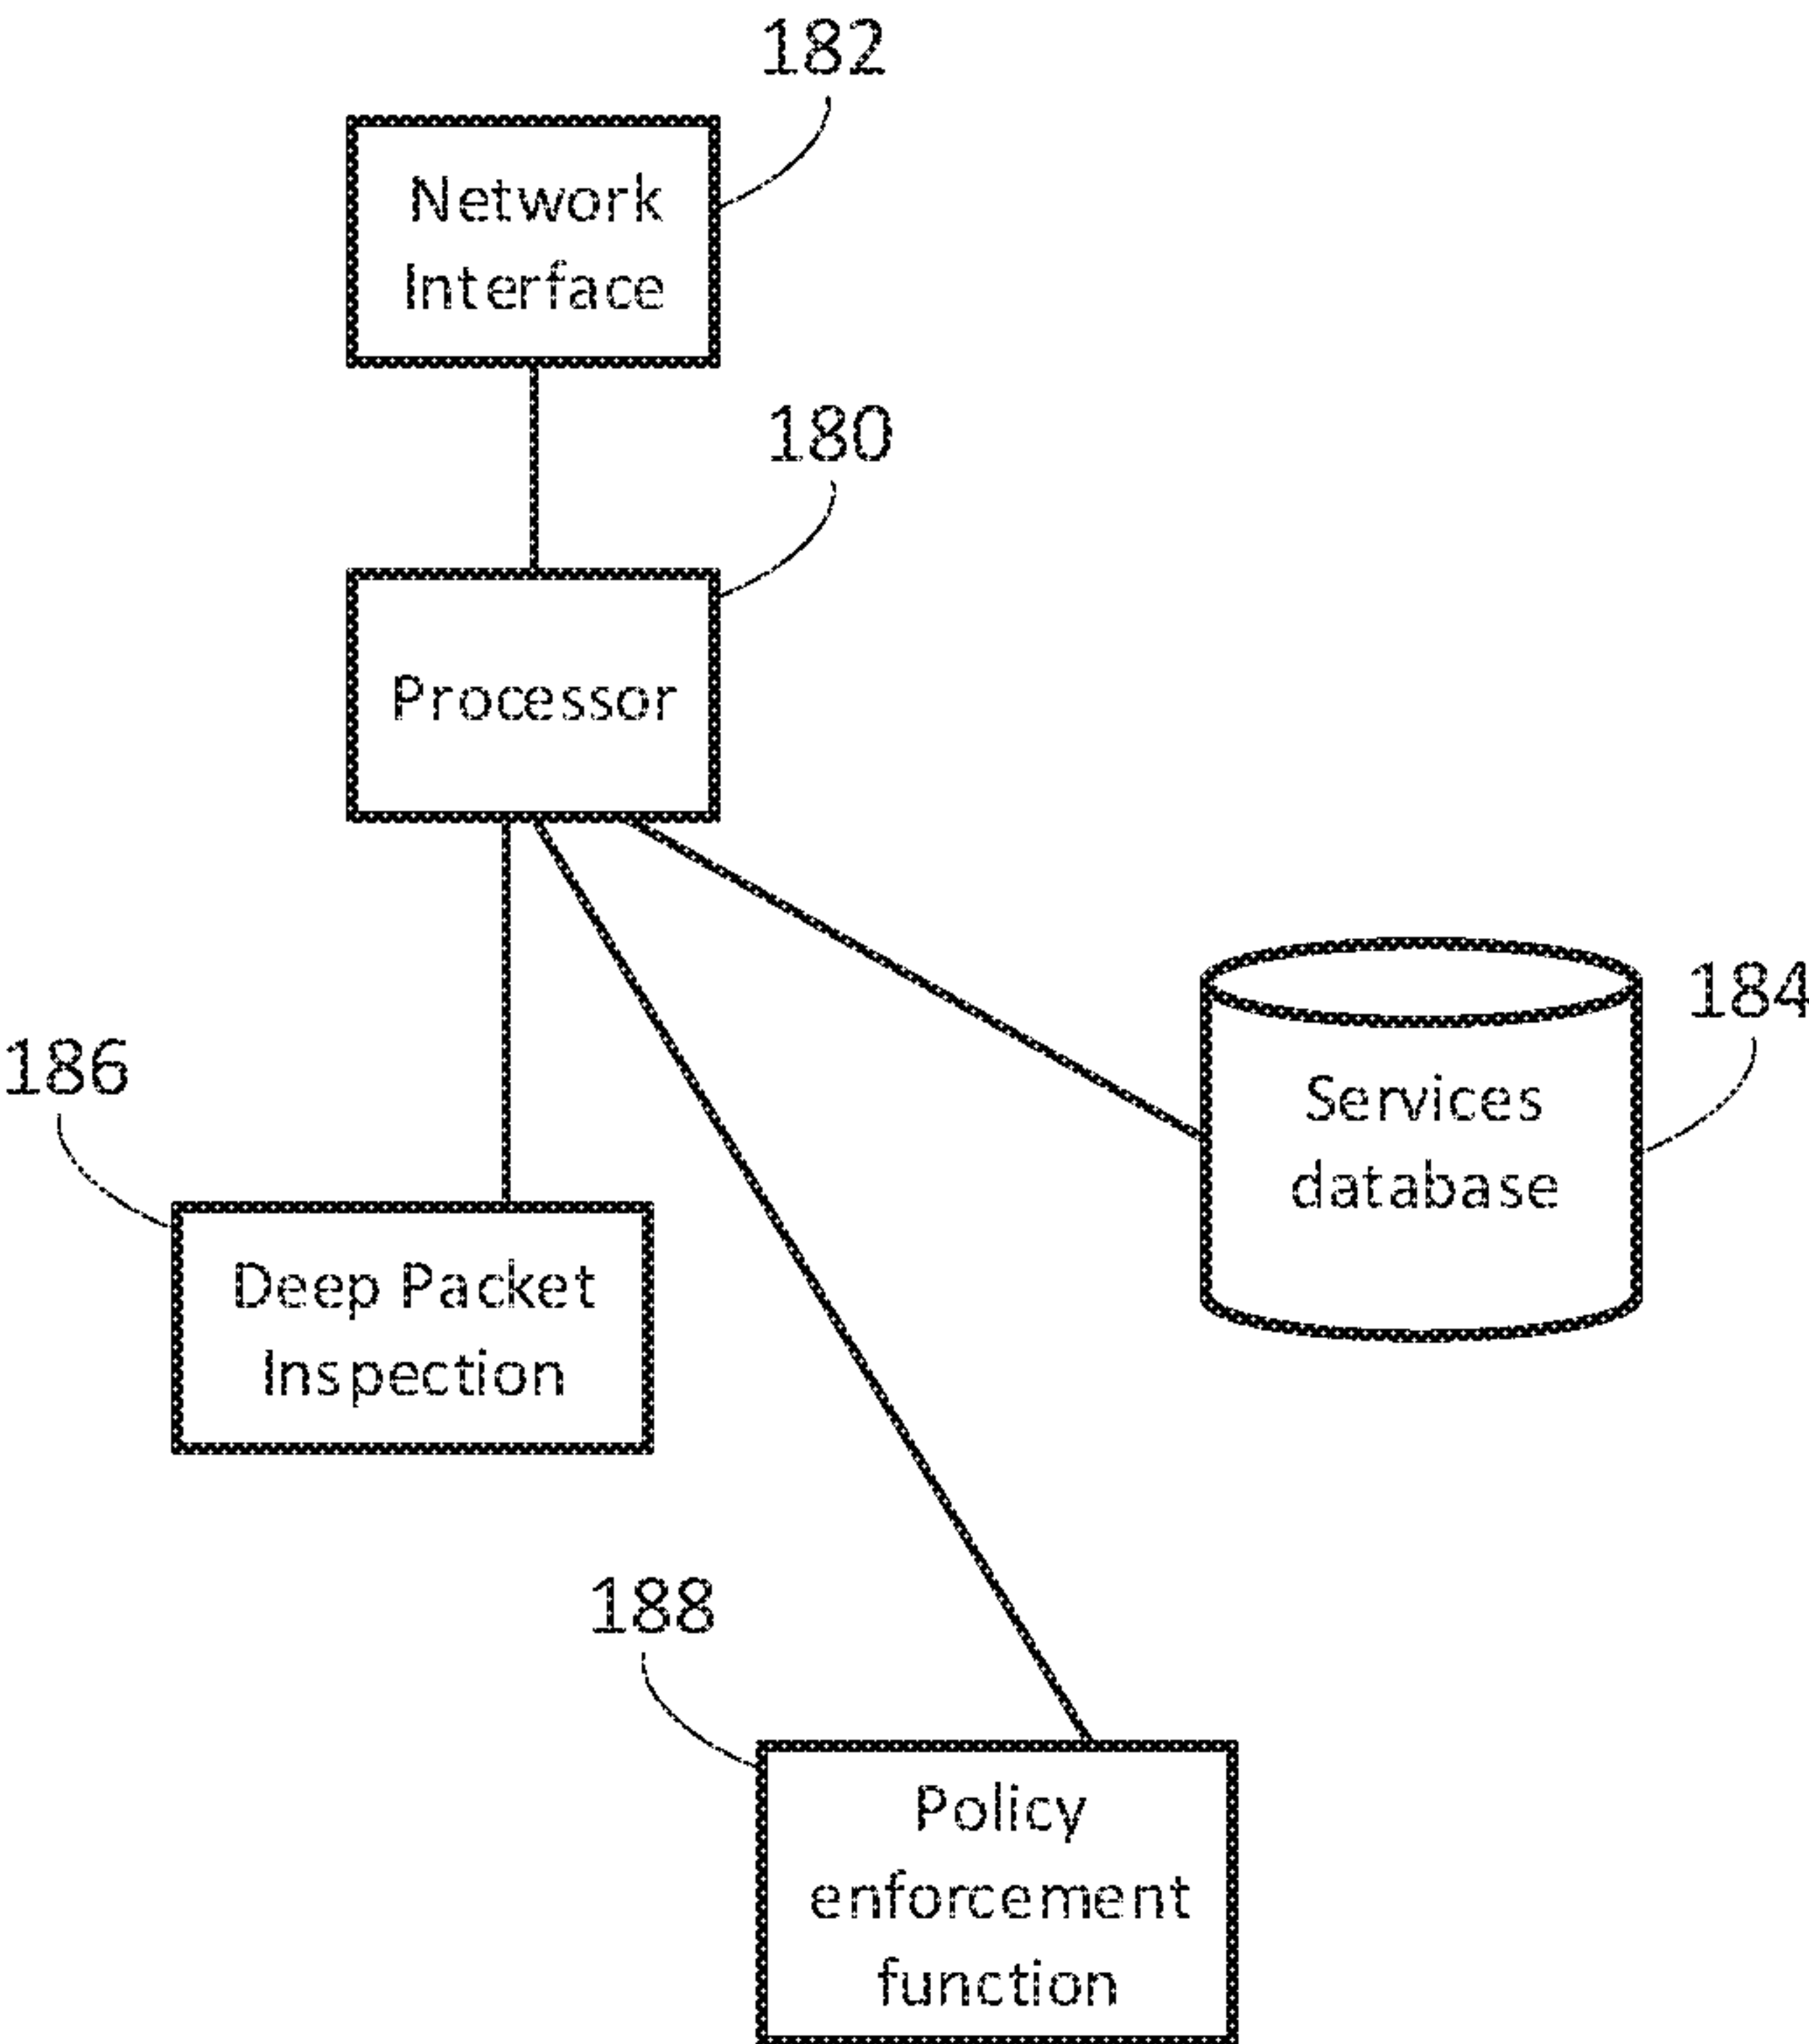 182
Network
Interface
180
Processor
184
Services
database
186
Deep Packet
Inspection
188
Policy
enforcement
function